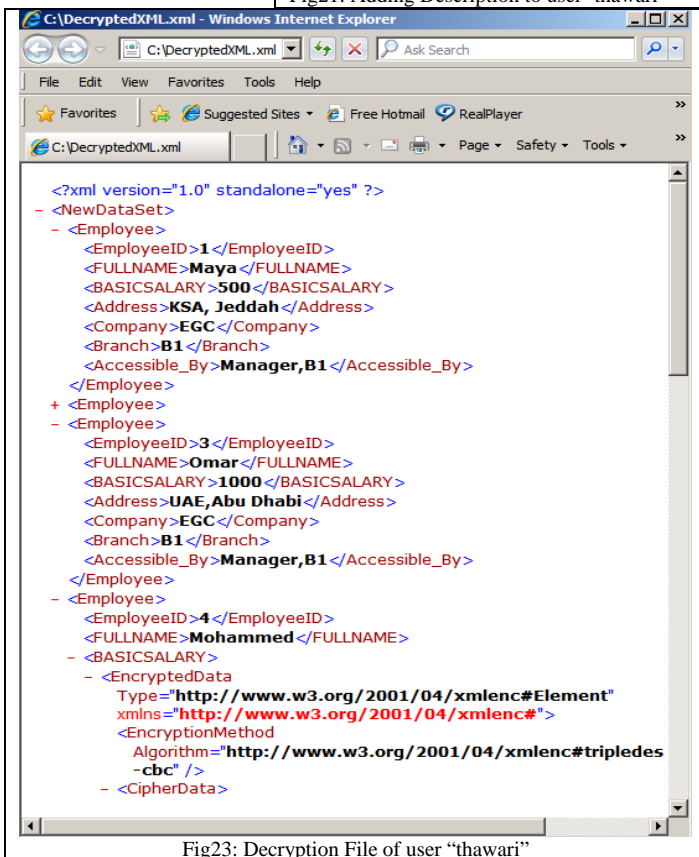 Fig21: Adding Description to user "thawari"
C:\DecryptedXML.xml - Windows Internet Explorer
C:\DecryptedXML.xml
Ask Search
File Edit View Favorites Tools Help
Favorites Suggested Sites Free Hotmail RealPlayer »
C:\DecryptedXML.xml Page Safety Tools »
<?xml version="1.0" standalone="yes" ?>
- <NewDataSet>
- <Employee>
<EmployeeID>1</EmployeeID>
<FULLNAME>Maya</FULLNAME>
<BASICSALARY>500</BASICSALARY>
<Address>KSA, Jeddah</Address>
<Company>EGC</Company>
<Branch>B1</Branch>
<Accessible_By>Manager,B1</Accessible_By>
</Employee>
+ <Employee>
- <Employee>
<EmployeeID>3</EmployeeID>
<FULLNAME>Omar</FULLNAME>
<BASICSALARY>1000</BASICSALARY>
<Address>UAE,Abu Dhabi</Address>
<Company>EGC</Company>
<Branch>B1</Branch>
<Accessible_By>Manager,B1</Accessible_By>
</Employee>
- <Employee>
<EmployeeID>4</EmployeeID>
<FULLNAME>Mohammed</FULLNAME>
- <BASICSALARY>
- <EncryptedData
Type="http://www.w3.org/2001/04/xmlenc#Element"
xmlns="http://www.w3.org/2001/04/xmlenc#">
<EncryptionMethod
Algorithm="http://www.w3.org/2001/04/xmlenc#tripledes
-cbc" />
- <CipherData>
Fig23: Decryption File of user “thawari”